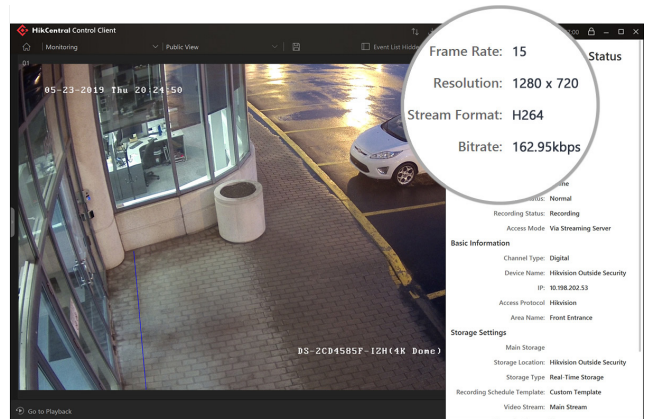 HikCentral Control Client
Monitoring
Public View
Event List Hidde
:00
01
05-23-2019 Thu 20:24:50
DS-2CD4585F-IZH(4K Dome)
Go to Playback
Frame Rate: 15
Status
Resolution: 1280 x 720
Stream Format: H264
Bitrate: 162.95kbps
Normal
Recording Status: Recording
Access Mode Via Streaming Server
Basic Information
Channel Type: Digital
Device Name: Hikvision Outside Security
IP: 10.198.202.53
Access Protocol Hikvision
Area Name: Front Entrance
Storage Settings
Main Storage
Storage Location: Hikvision Outside Security
Storage Type Real-Time Storage
Recording Schedule Template: Custom Template
Video Stream: Main Stream